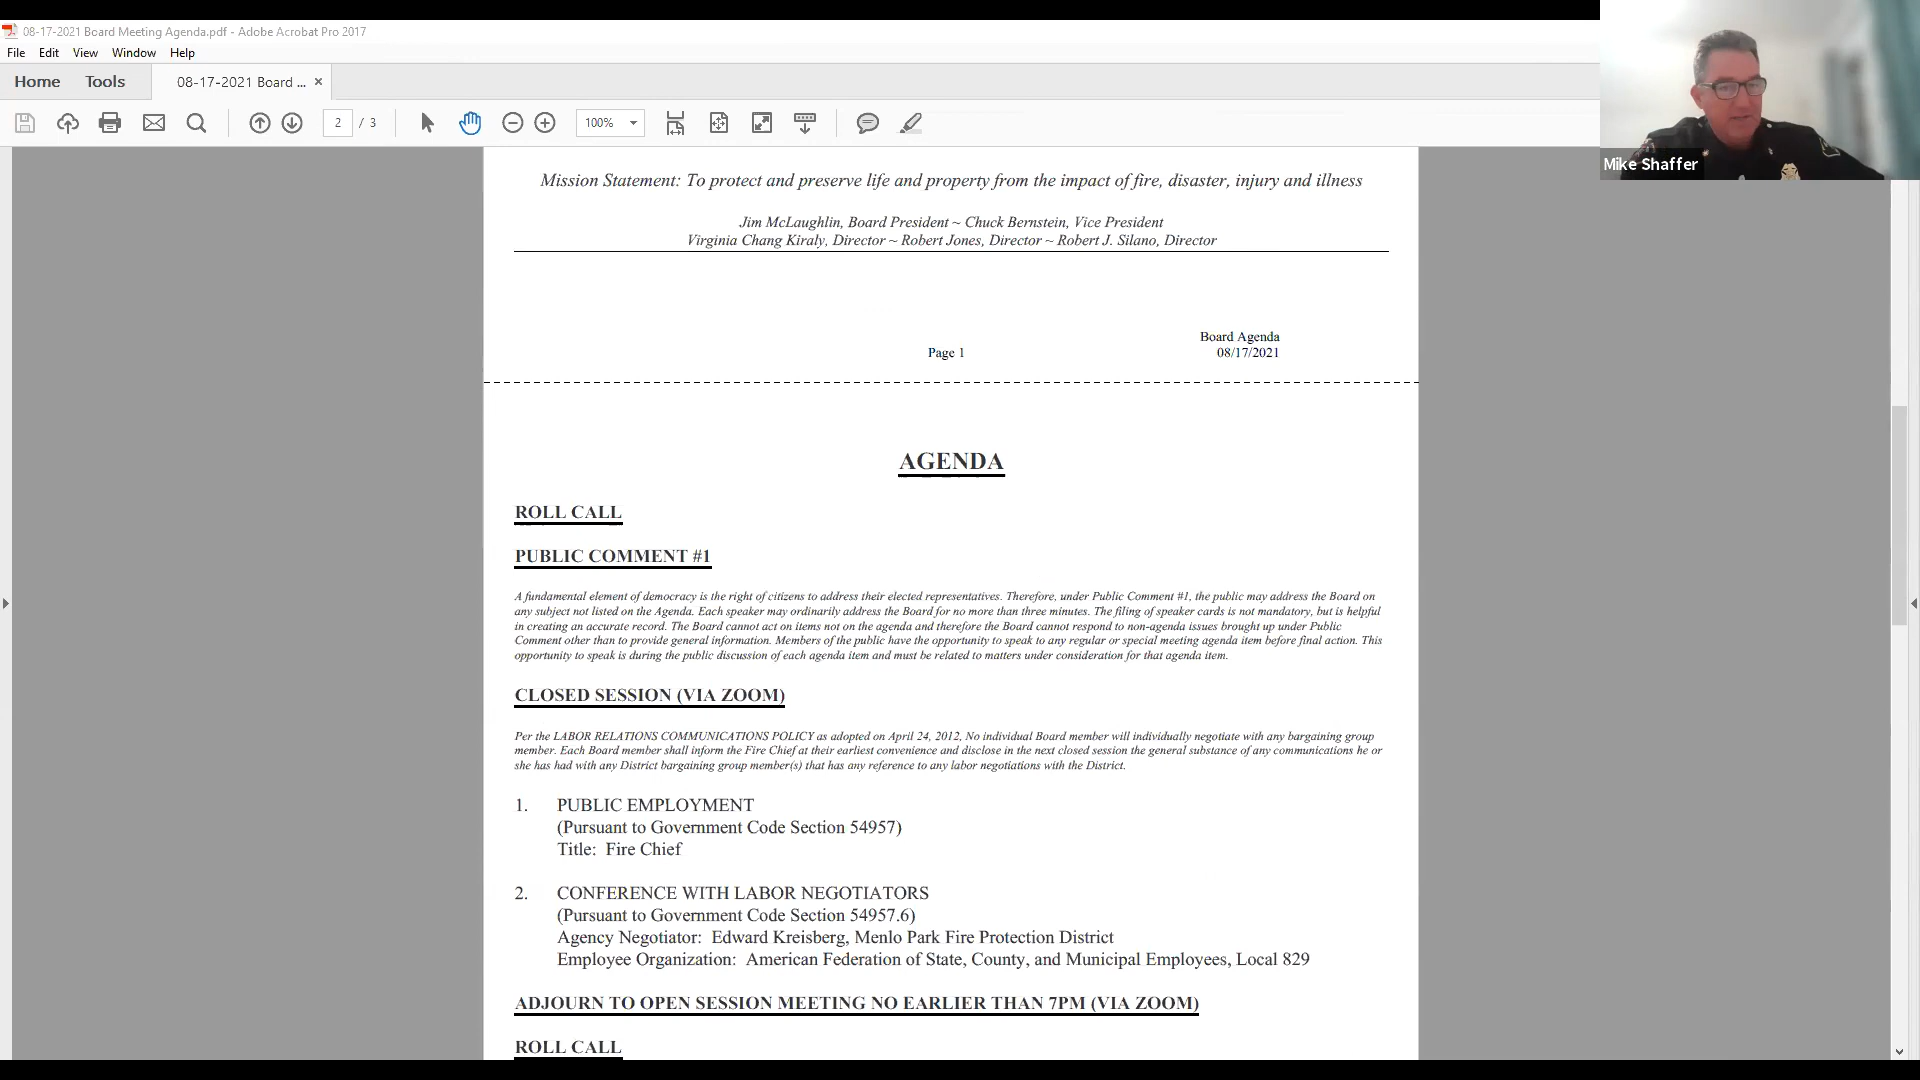 08-17-2021 Board Meeting Agenda.pdf - Adobe Acrobat Pro 2017
File Edit View Window Help
Home Tools 08-17-2021 Board ... ×
2 / 3 100%
Mike Shaffer
Mission Statement: To protect and preserve life and property from the impact of fire, disaster, injury and illness
Jim McLaughlin, Board President ~ Chuck Bernstein, Vice President
Virginia Chang Kiraly, Director ~ Robert Jones, Director ~ Robert J. Silano, Director
Board Agenda
Page 1 08/17/2021
AGENDA
ROLL CALL
PUBLIC COMMENT #1
A fundamental element of democracy is the right of citizens to address their elected representatives. Therefore, under Public Comment #1, the public may address the Board on
any subject not listed on the Agenda. Each speaker may ordinarily address the Board for no more than three minutes. The filing of speaker cards is not mandatory, but is helpful
in creating an accurate record. The Board cannot act on items not on the agenda and therefore the Board cannot respond to non-agenda issues brought up under Public
Comment other than to provide general information. Members of the public have the opportunity to speak to any regular or special meeting agenda item before final action. This
opportunity to speak is during the public discussion of each agenda item and must be related to matters under consideration for that agenda item.
CLOSED SESSION (VIA ZOOM)
Per the LABOR RELATIONS COMMUNICATIONS POLICY as adopted on April 24, 2012, No individual Board member will individually negotiate with any bargaining group
member. Each Board member shall inform the Fire Chief at their earliest convenience and disclose in the next closed session the general substance of any communications he or
she has had with any District bargaining group member(s) that has any reference to any labor negotiations with the District.
1. PUBLIC EMPLOYMENT
(Pursuant to Government Code Section 54957)
Title: Fire Chief
2. CONFERENCE WITH LABOR NEGOTIATORS
(Pursuant to Government Code Section 54957.6)
Agency Negotiator: Edward Kreisberg, Menlo Park Fire Protection District
Employee Organization: American Federation of State, County, and Municipal Employees, Local 829
ADJOURN TO OPEN SESSION MEETING NO EARLIER THAN 7PM (VIA ZOOM)
ROLL CALL